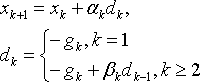 x_{k+1} = x_k + α_k d_k,
d_k = { -g_k, k = 1
-g_k + β_k d_{k-1}, k ≥ 2